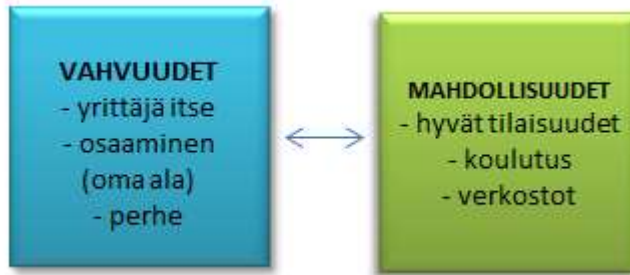 VAHVUUDET
- yrittäjä itse
- osaaminen
(oma ala)
- perhe
MAHDOLLISUUDET
- hyvät tilaisuudet
- koulutus
- verkostot